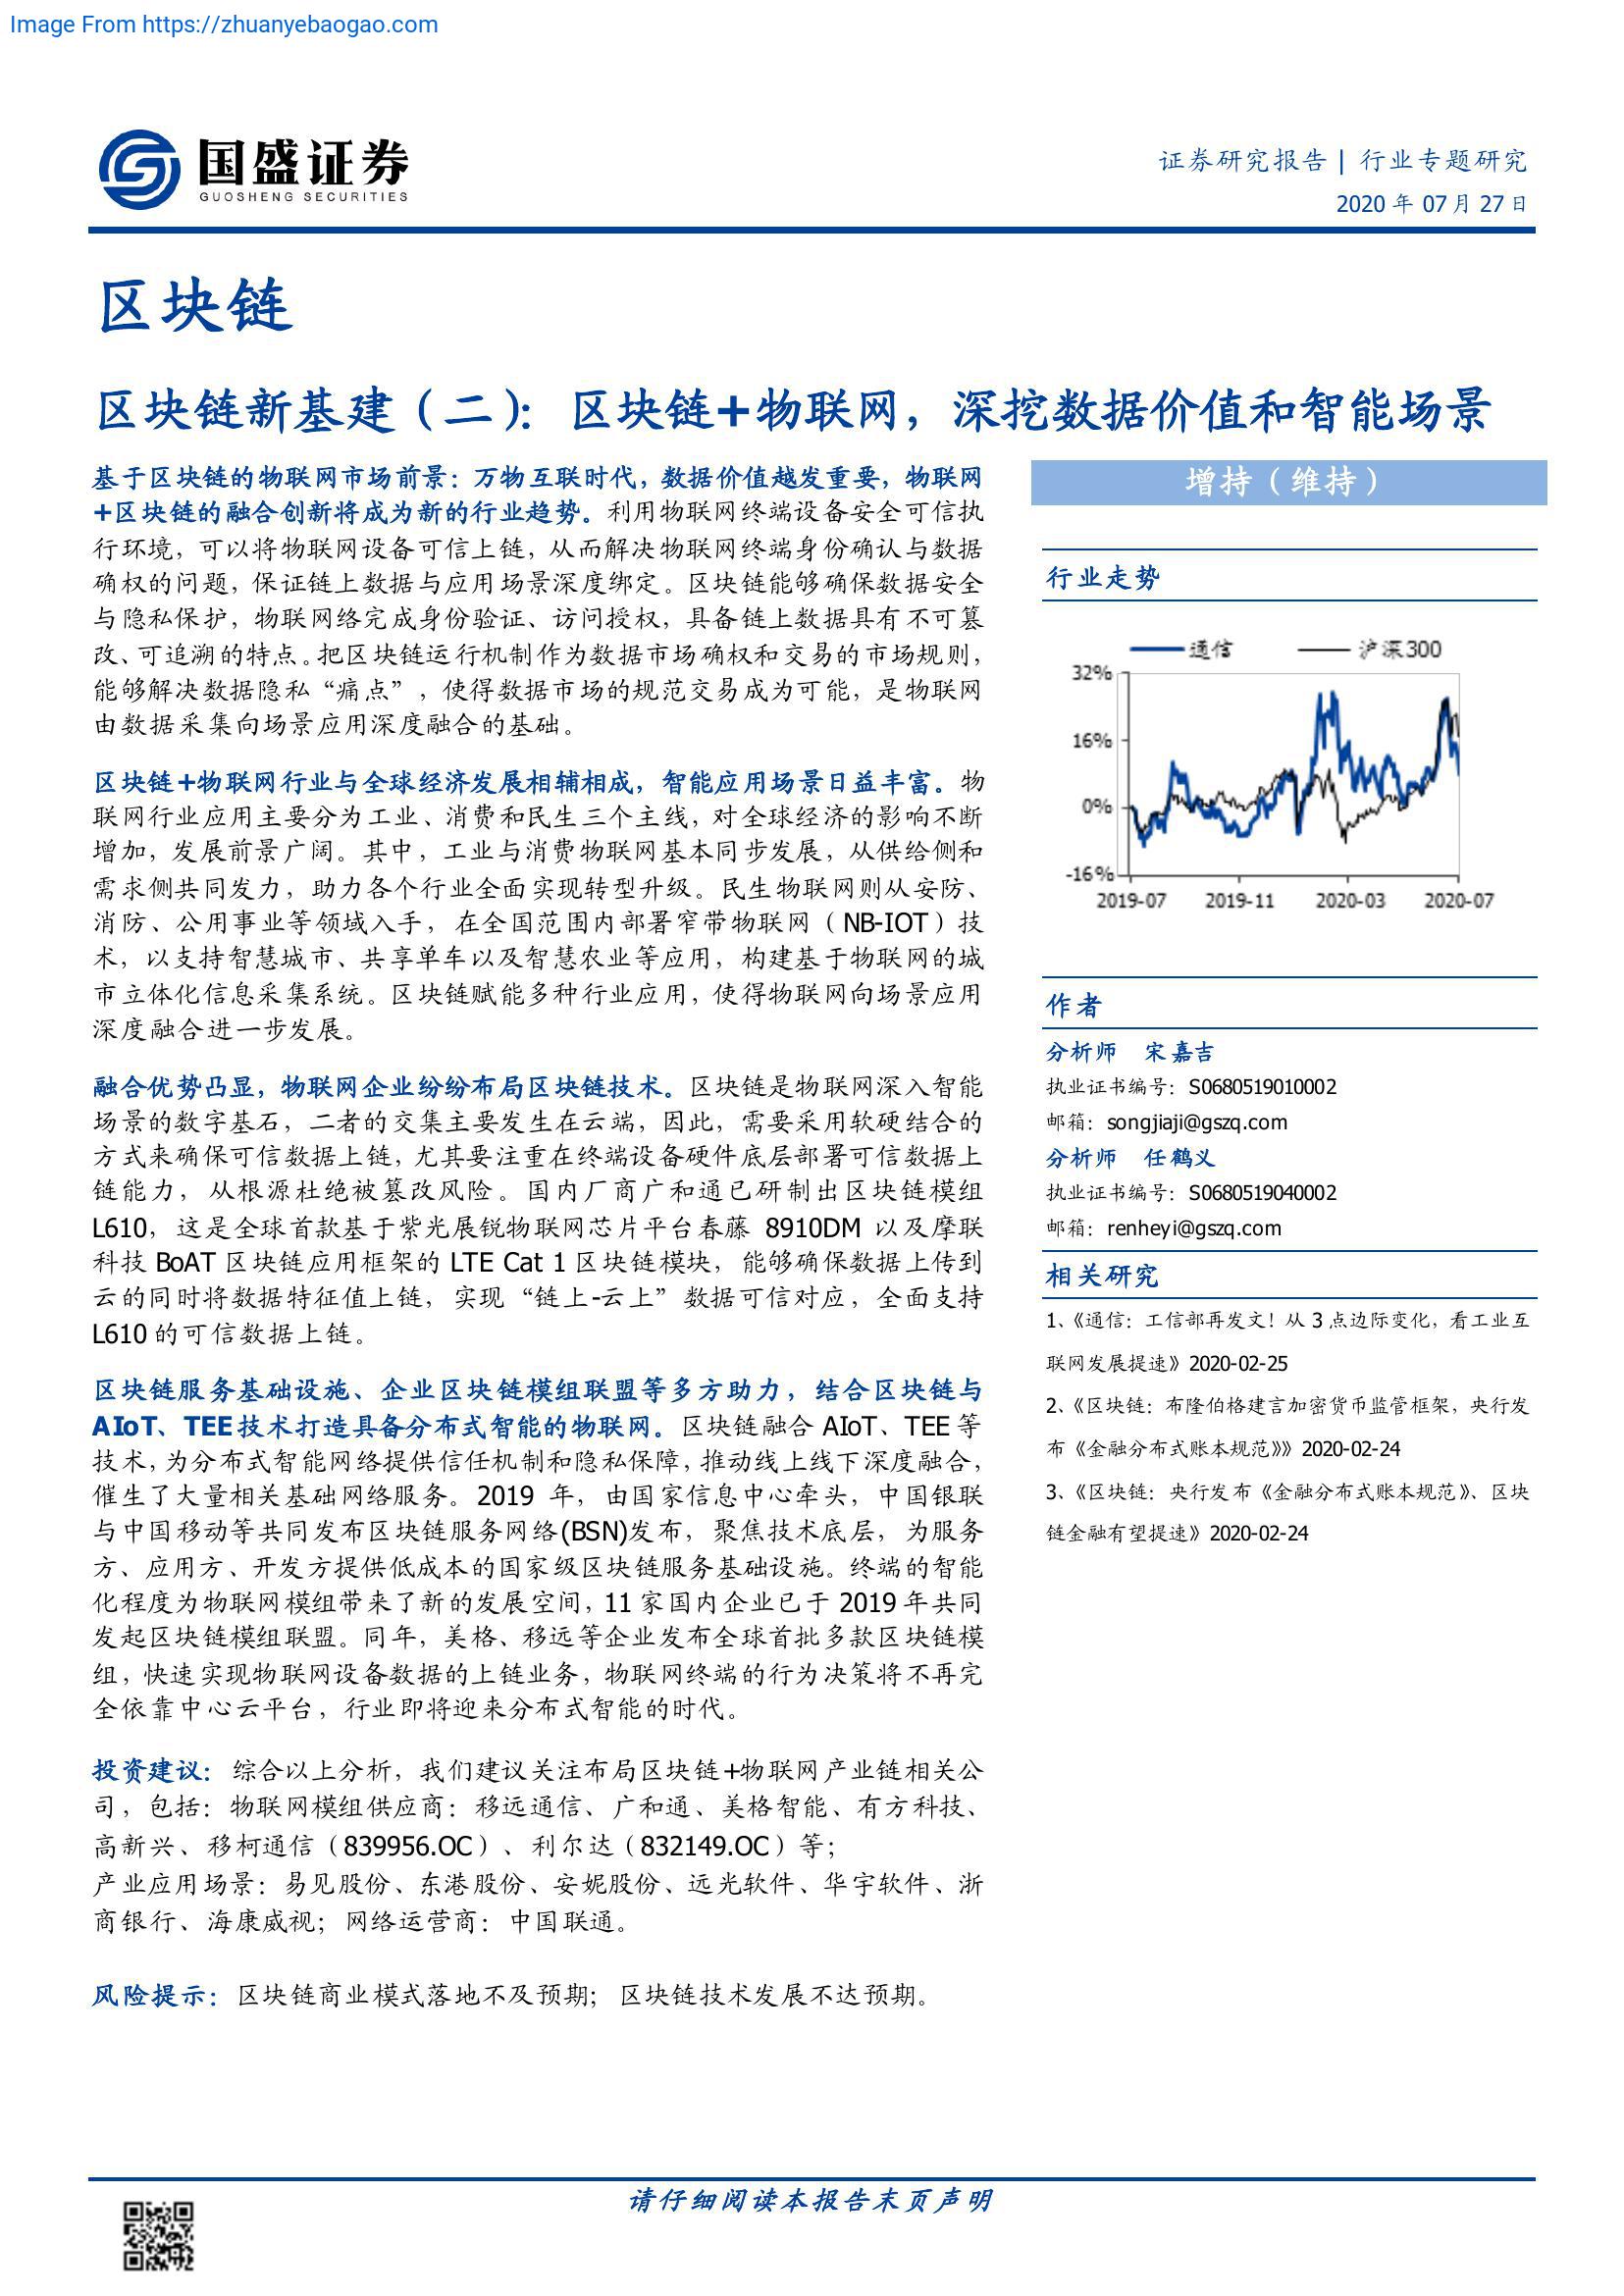 Image From https://zhuanyebaogao.com
国盛证券
GUOSHENG SECURITIES
证券研究报告 | 行业专题研究
2020 年 07 月 27 日
区块链
区块链新基建（二）：区块链+物联网，深挖数据价值和智能场景
基于区块链的物联网市场前景：万物互联时代，数据价值越发重要，物联网
+区块链的融合创新将成为新的行业趋势。利用物联网终端设备安全可信执
行环境，可以将物联网设备可信上链，从而解决物联网终端身份确认与数据
确权的问题，保证链上数据与应用场景深度绑定。区块链能够确保数据安全
与隐私保护，物联网络完成身份验证、访问授权，具备链上数据具有不可篡
改、可追溯的特点。把区块链运行机制作为数据市场确权和交易的市场规则，
能够解决数据隐私“痛点”，使得数据市场的规范交易成为可能，是物联网
由数据采集向场景应用深度融合的基础。
区块链+物联网行业与全球经济发展相辅相成，智能应用场景日益丰富。物
联网行业应用主要分为工业、消费和民生三个主线，对全球经济的影响不断
增加，发展前景广阔。其中，工业与消费物联网基本同步发展，从供给侧和
需求侧共同发力，助力各个行业全面实现转型升级。民生物联网则从安防、
消防、公用事业等领域入手，在全国范围内部署窄带物联网（NB-IOT）技
术，以支持智慧城市、共享单车以及智慧农业等应用，构建基于物联网的城
市立体化信息采集系统。区块链赋能多种行业应用，使得物联网向场景应用
深度融合进一步发展。
融合优势凸显，物联网企业纷纷布局区块链技术。区块链是物联网深入智能
场景的数字基石，二者的交集主要发生在云端，因此，需要采用软硬结合的
方式来确保可信数据上链，尤其要注重在终端设备硬件底层部署可信数据上
链能力，从根源杜绝被篡改风险。国内厂商广和通已研制出区块链模组
L610，这是全球首款基于紫光展锐物联网芯片平台春藤 8910DM 以及摩联
科技 BoAT 区块链应用框架的 LTE Cat 1 区块链模块，能够确保数据上传到
云的同时将数据特征值上链，实现“链上-云上”数据可信对应，全面支持
L610 的可信数据上链。
区块链服务基础设施、企业区块链模组联盟等多方助力，结合区块链与
AIoT、TEE 技术打造具备分布式智能的物联网。区块链融合 AIoT、TEE 等
技术，为分布式智能网络提供信任机制和隐私保障，推动线上线下深度融合，
催生了大量相关基础网络服务。2019 年，由国家信息中心牵头，中国银联
与中国移动等共同发布区块链服务网络(BSN)发布，聚焦技术底层，为服务
方、应用方、开发方提供低成本的国家级区块链服务基础设施。终端的智能
化程度为物联网模组带来了新的发展空间，11 家国内企业已于 2019 年共同
发起区块链模组联盟。同年，美格、移远等企业发布全球首批多款区块链模
组，快速实现物联网设备数据的上链业务，物联网终端的行为决策将不再完
全依靠中心云平台，行业即将迎来分布式智能的时代。
投资建议：综合以上分析，我们建议关注布局区块链+物联网产业链相关公
司，包括：物联网模组供应商：移远通信、广和通、美格智能、有方科技、
高新兴、移柯通信（839956.OC）、利尔达（832149.OC）等；
产业应用场景：易见股份、东港股份、安妮股份、远光软件、华宇软件、浙
商银行、海康威视；网络运营商：中国联通。
风险提示：区块链商业模式落地不及预期；区块链技术发展不达预期。
增持（维持）
行业走势
通信 沪深300
32%
16%
0%
-16%
2019-07 2019-11 2020-03 2020-07
作者
分析师 宋嘉吉
执业证书编号：S0680519010002
邮箱：songjiaji@gszq.com
分析师 任鹤义
执业证书编号：S0680519040002
邮箱：renheyi@gszq.com
相关研究
1、《通信：工信部再发文！从 3 点边际变化，看工业互
联网发展提速》2020-02-25
2、《区块链：布隆伯格建言加密货币监管框架，央行发
布《金融分布式账本规范》》2020-02-24
3、《区块链：央行发布《金融分布式账本规范》、区块
链金融有望提速》2020-02-24
请仔细阅读本报告末页声明